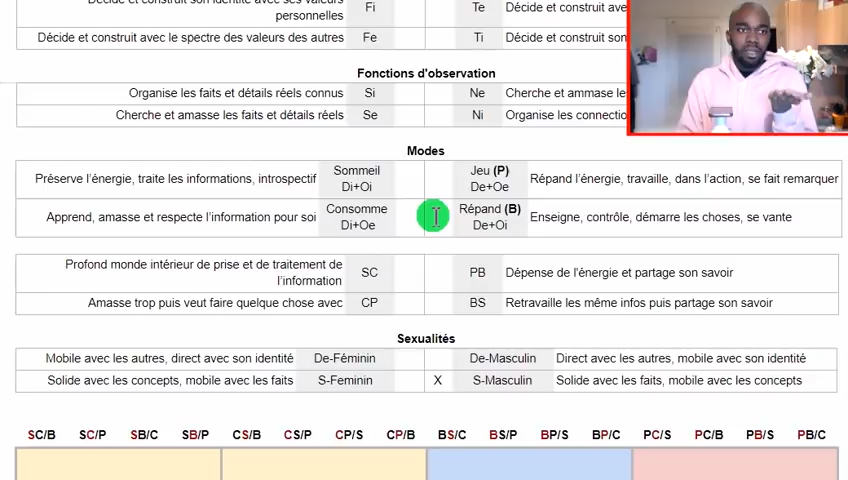 Décide et construit son identité avec ses valeurs personnelles Fi Te Décide et construit ave
Décide et construit avec le spectre des valeurs des autres Fe Ti Décide et construit son
Fonctions d'observation
Organise les faits et détails réels connus Si Ne Cherche et ammase le
Cherche et amasse les faits et détails réels Se Ni Organise les connectio
Modes
Préserve l'énergie, traite les informations, introspectif Sommeil Di+Oi Jeu (P) De+Oe Répand l'énergie, travaille, dans l'action, se fait remarquer
Apprend, amasse et respecte l'information pour soi Consomme Di+Oe Répand (B) De+Oi Enseigne, contrôle, démarre les choses, se vante
Profond monde intérieur de prise et de traitement de l'information SC PB Dépense de l'énergie et partage son savoir
Amasse trop puis veut faire quelque chose avec CP BS Retravaille les même infos puis partage son savoir
Sexualités
Mobile avec les autres, direct avec son identité De-Féminin De-Masculin Direct avec les autres, mobile avec son identité
Solide avec les concepts, mobile avec les faits S-Feminin X S-Masculin Solide avec les faits, mobile avec les concepts
SC/B SC/P SB/C SB/P CS/B CS/P CP/S CP/B BS/C BS/P BP/S BP/C PC/S PC/B PB/S PB/C